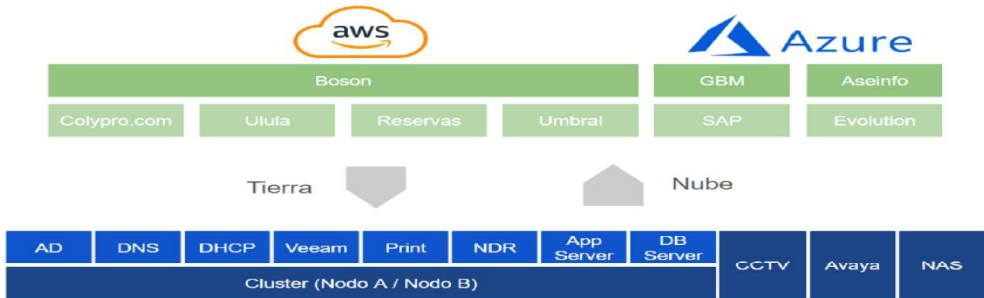 aws
Azure
Boson
GBM
Aseinfo
Colypro.com
Ulula
Reservas
Umbral
SAP
Evolution
Tierra
Nube
AD
DNS
DHCP
Veeam
Print
NDR
App
Server
DB
Server
CCTV
Avaya
NAS
Cluster (Nodo A / Nodo B)